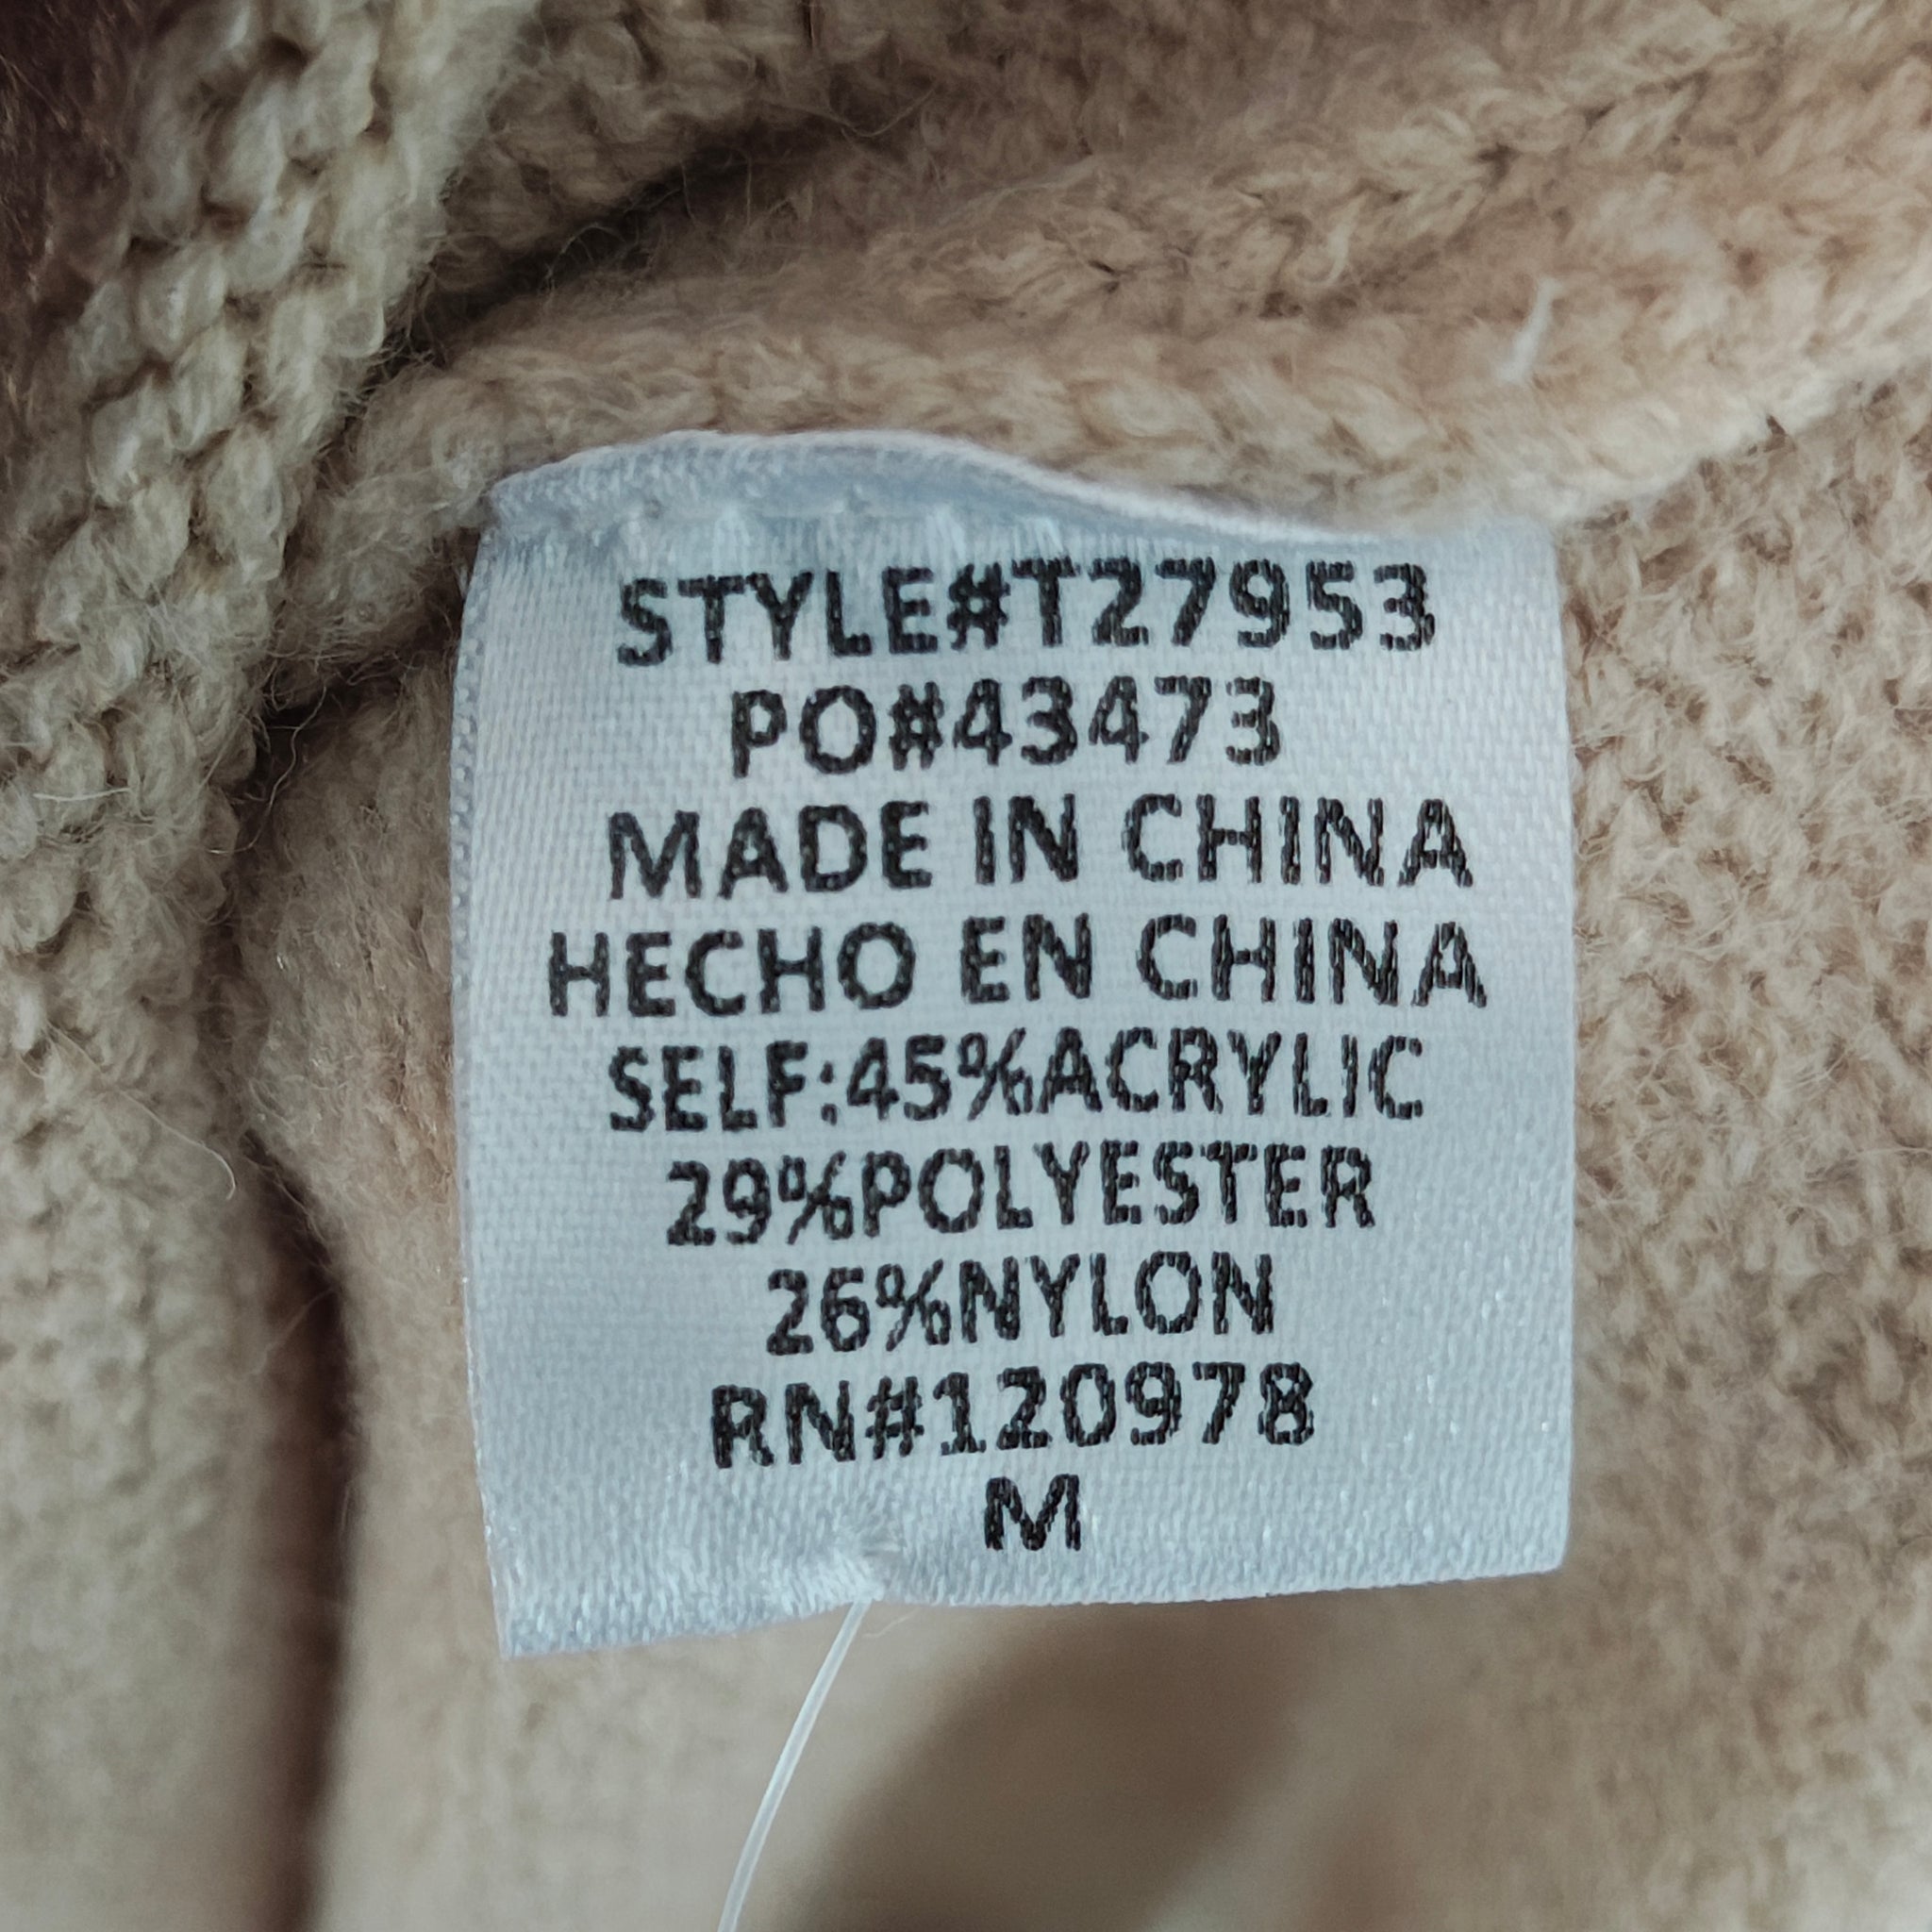 STYLE#T27953
PO#43473
MADE IN CHINA
HECHO EN CHINA
SELF:45%ACRYLIC
29%POLYESTER
26%NYLON
RN#120978
M